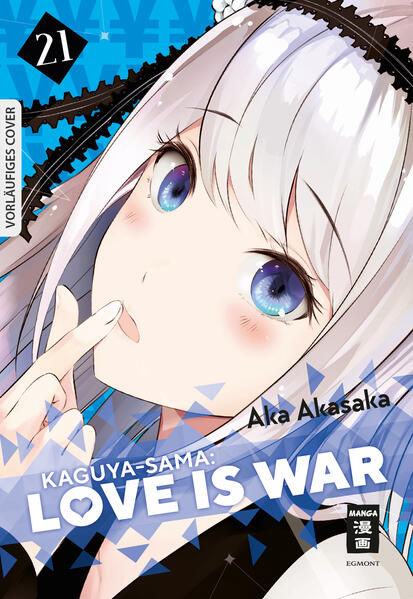 21
VORLÄUFIGES COVER
Aka Akasaka
KAGUYA-SAMA:
LOVE IS WAR
MANGA
漫画
EGMONT